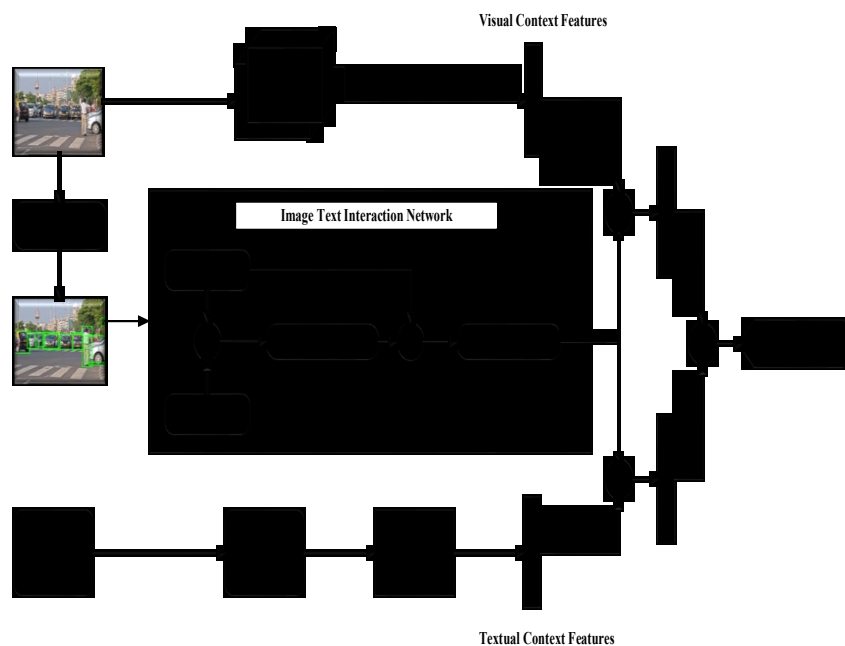 Visual Context Features
Image Text Interaction Network
Textual Context Features